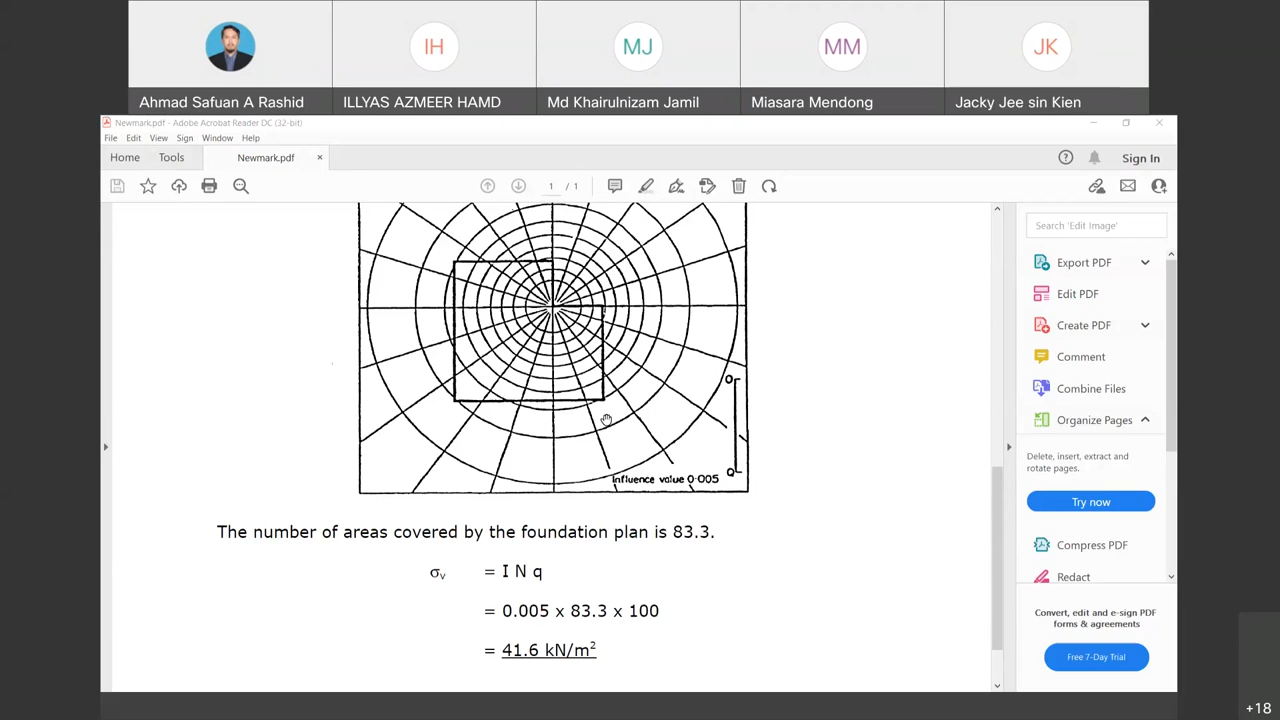 IH
MJ
MM
JK
Ahmad Safuan A Rashid
ILLYAS AZMEER HAMD
Md Khairulnizam Jamil
Miasara Mendong
Jacky Jee sin Kien
Newmark.pdf - Adobe Acrobat Reader DC (32-bit)
File Edit View Sign Window Help
Home Tools Newmark.pdf × Sign In
1 / 1
Search 'Edit Image'
Export PDF
Edit PDF
Create PDF
Comment
Combine Files
Organize Pages
Delete, insert, extract and
rotate pages.
Try now
Compress PDF
Redact
Convert, edit and e-sign PDF
forms & agreements
Free 7-Day Trial
O
Q
Influence value 0·005
The number of areas covered by the foundation plan is 83.3.
σv = I N q
= 0.005 x 83.3 x 100
= 41.6 kN/m²
+18